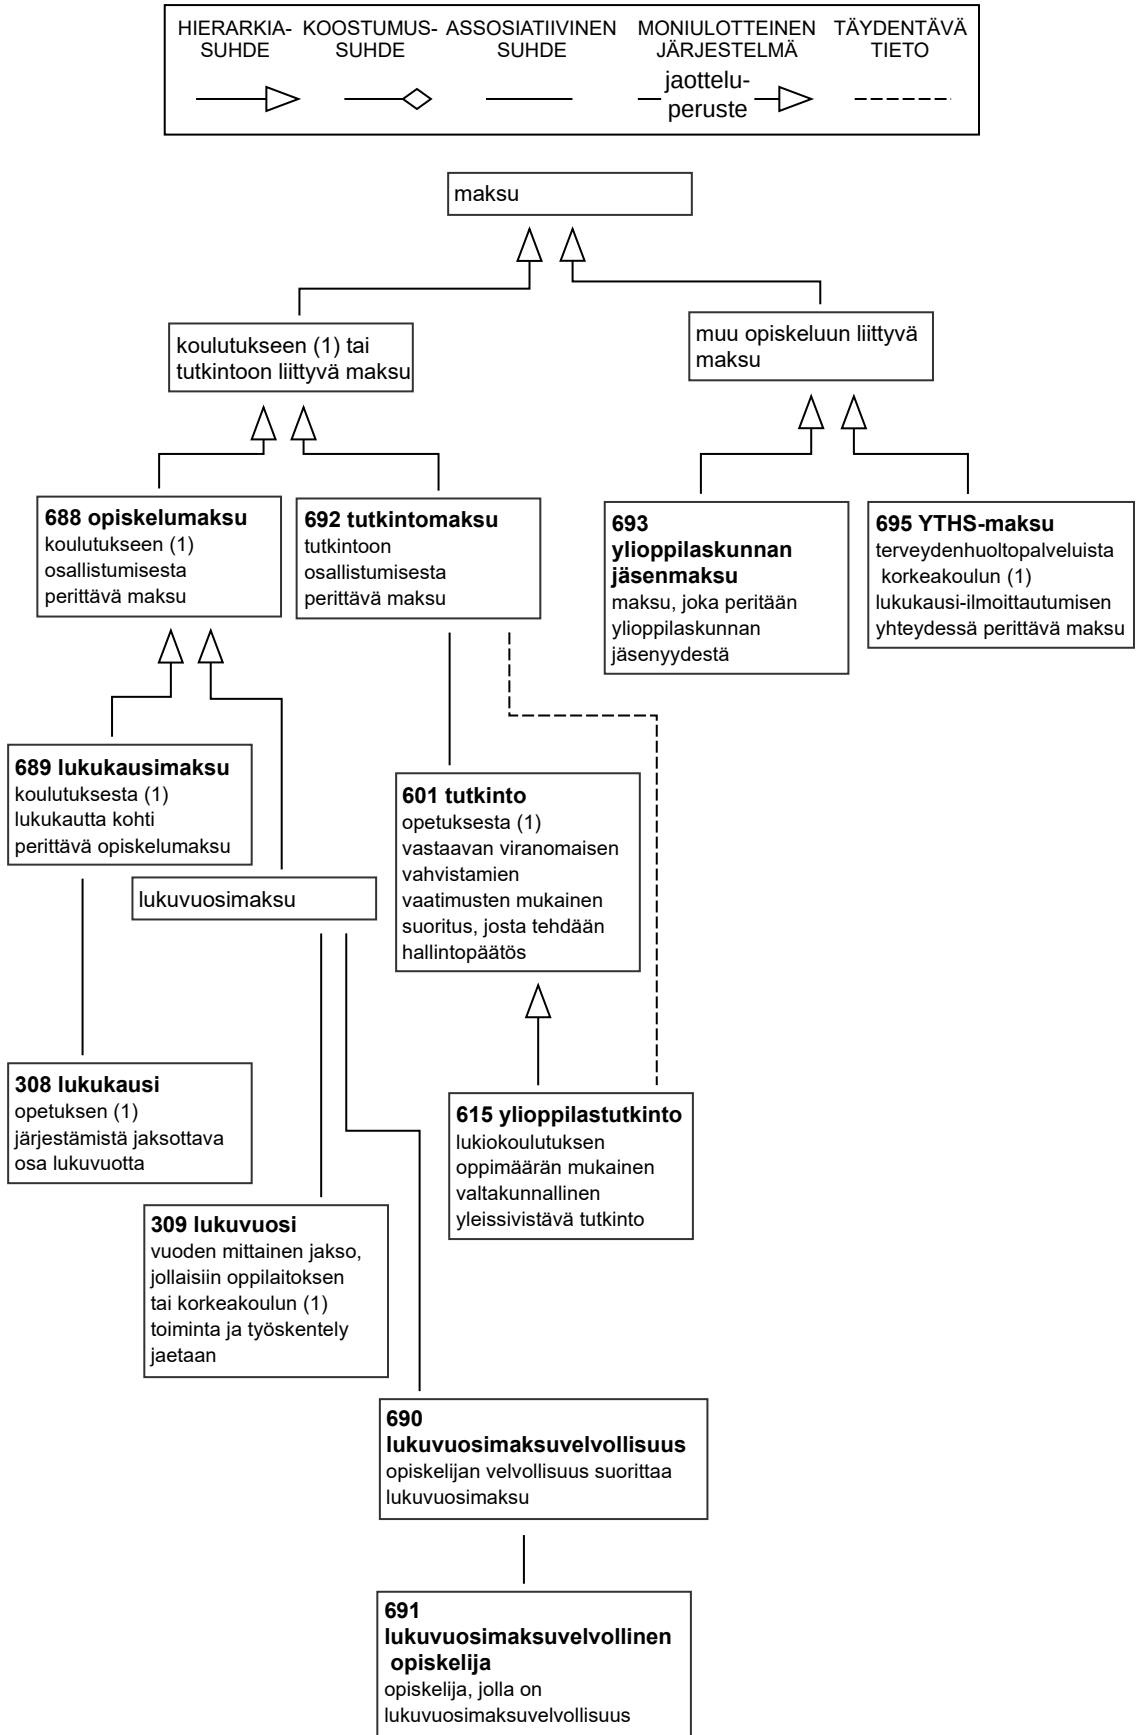 HIERARKIA-
SUHDE
KOOSTUMUS-
SUHDE
ASSOSIATIIVINEN
SUHDE
MONIULOTTEINEN
JÄRJESTELMÄ
TÄYDENTÄVÄ
TIETO
jaottelu-
peruste
maksu
koulutukseen (1) tai
tutkintoon liittyvä maksu
muu opiskeluun liittyvä
maksu
688 opiskelumaksu
koulutukseen (1)
osallistumisesta
perittävä maksu
692 tutkintomaksu
tutkintoon
osallistumisesta
perittävä maksu
693
ylioppilaskunnan
jäsenmaksu
maksu, joka peritään
ylioppilaskunnan
jäsenyydestä
695 YTHS-maksu
terveydenhuoltopalveluista
korkeakoulun (1)
lukukausi-ilmoittautumisen
yhteydessä perittävä maksu
689 lukukausimaksu
koulutuksesta (1)
lukukautta kohti
perittävä opiskelumaksu
lukuvuosimaksu
601 tutkinto
opetuksesta (1)
vastaavan viranomaisen
vahvistamien
vaatimusten mukainen
suoritus, josta tehdään
hallintopäätös
308 lukukausi
opetuksen (1)
järjestämistä jaksottava
osa lukuvuotta
615 ylioppilastutkinto
lukiokoulutuksen
oppimäärän mukainen
valtakunnallinen
yleissivistävä tutkinto
309 lukuvuosi
vuoden mittainen jakso,
jollaisiin oppilaitoksen
tai korkeakoulun (1)
toiminta ja työskentely
jaetaan
690
lukuvuosimaksuvelvollisuus
opiskelijan velvollisuus suorittaa
lukuvuosimaksu
691
lukuvuosimaksuvelvollinen
opiskelija
opiskelija, jolla on
lukuvuosimaksuvelvollisuus